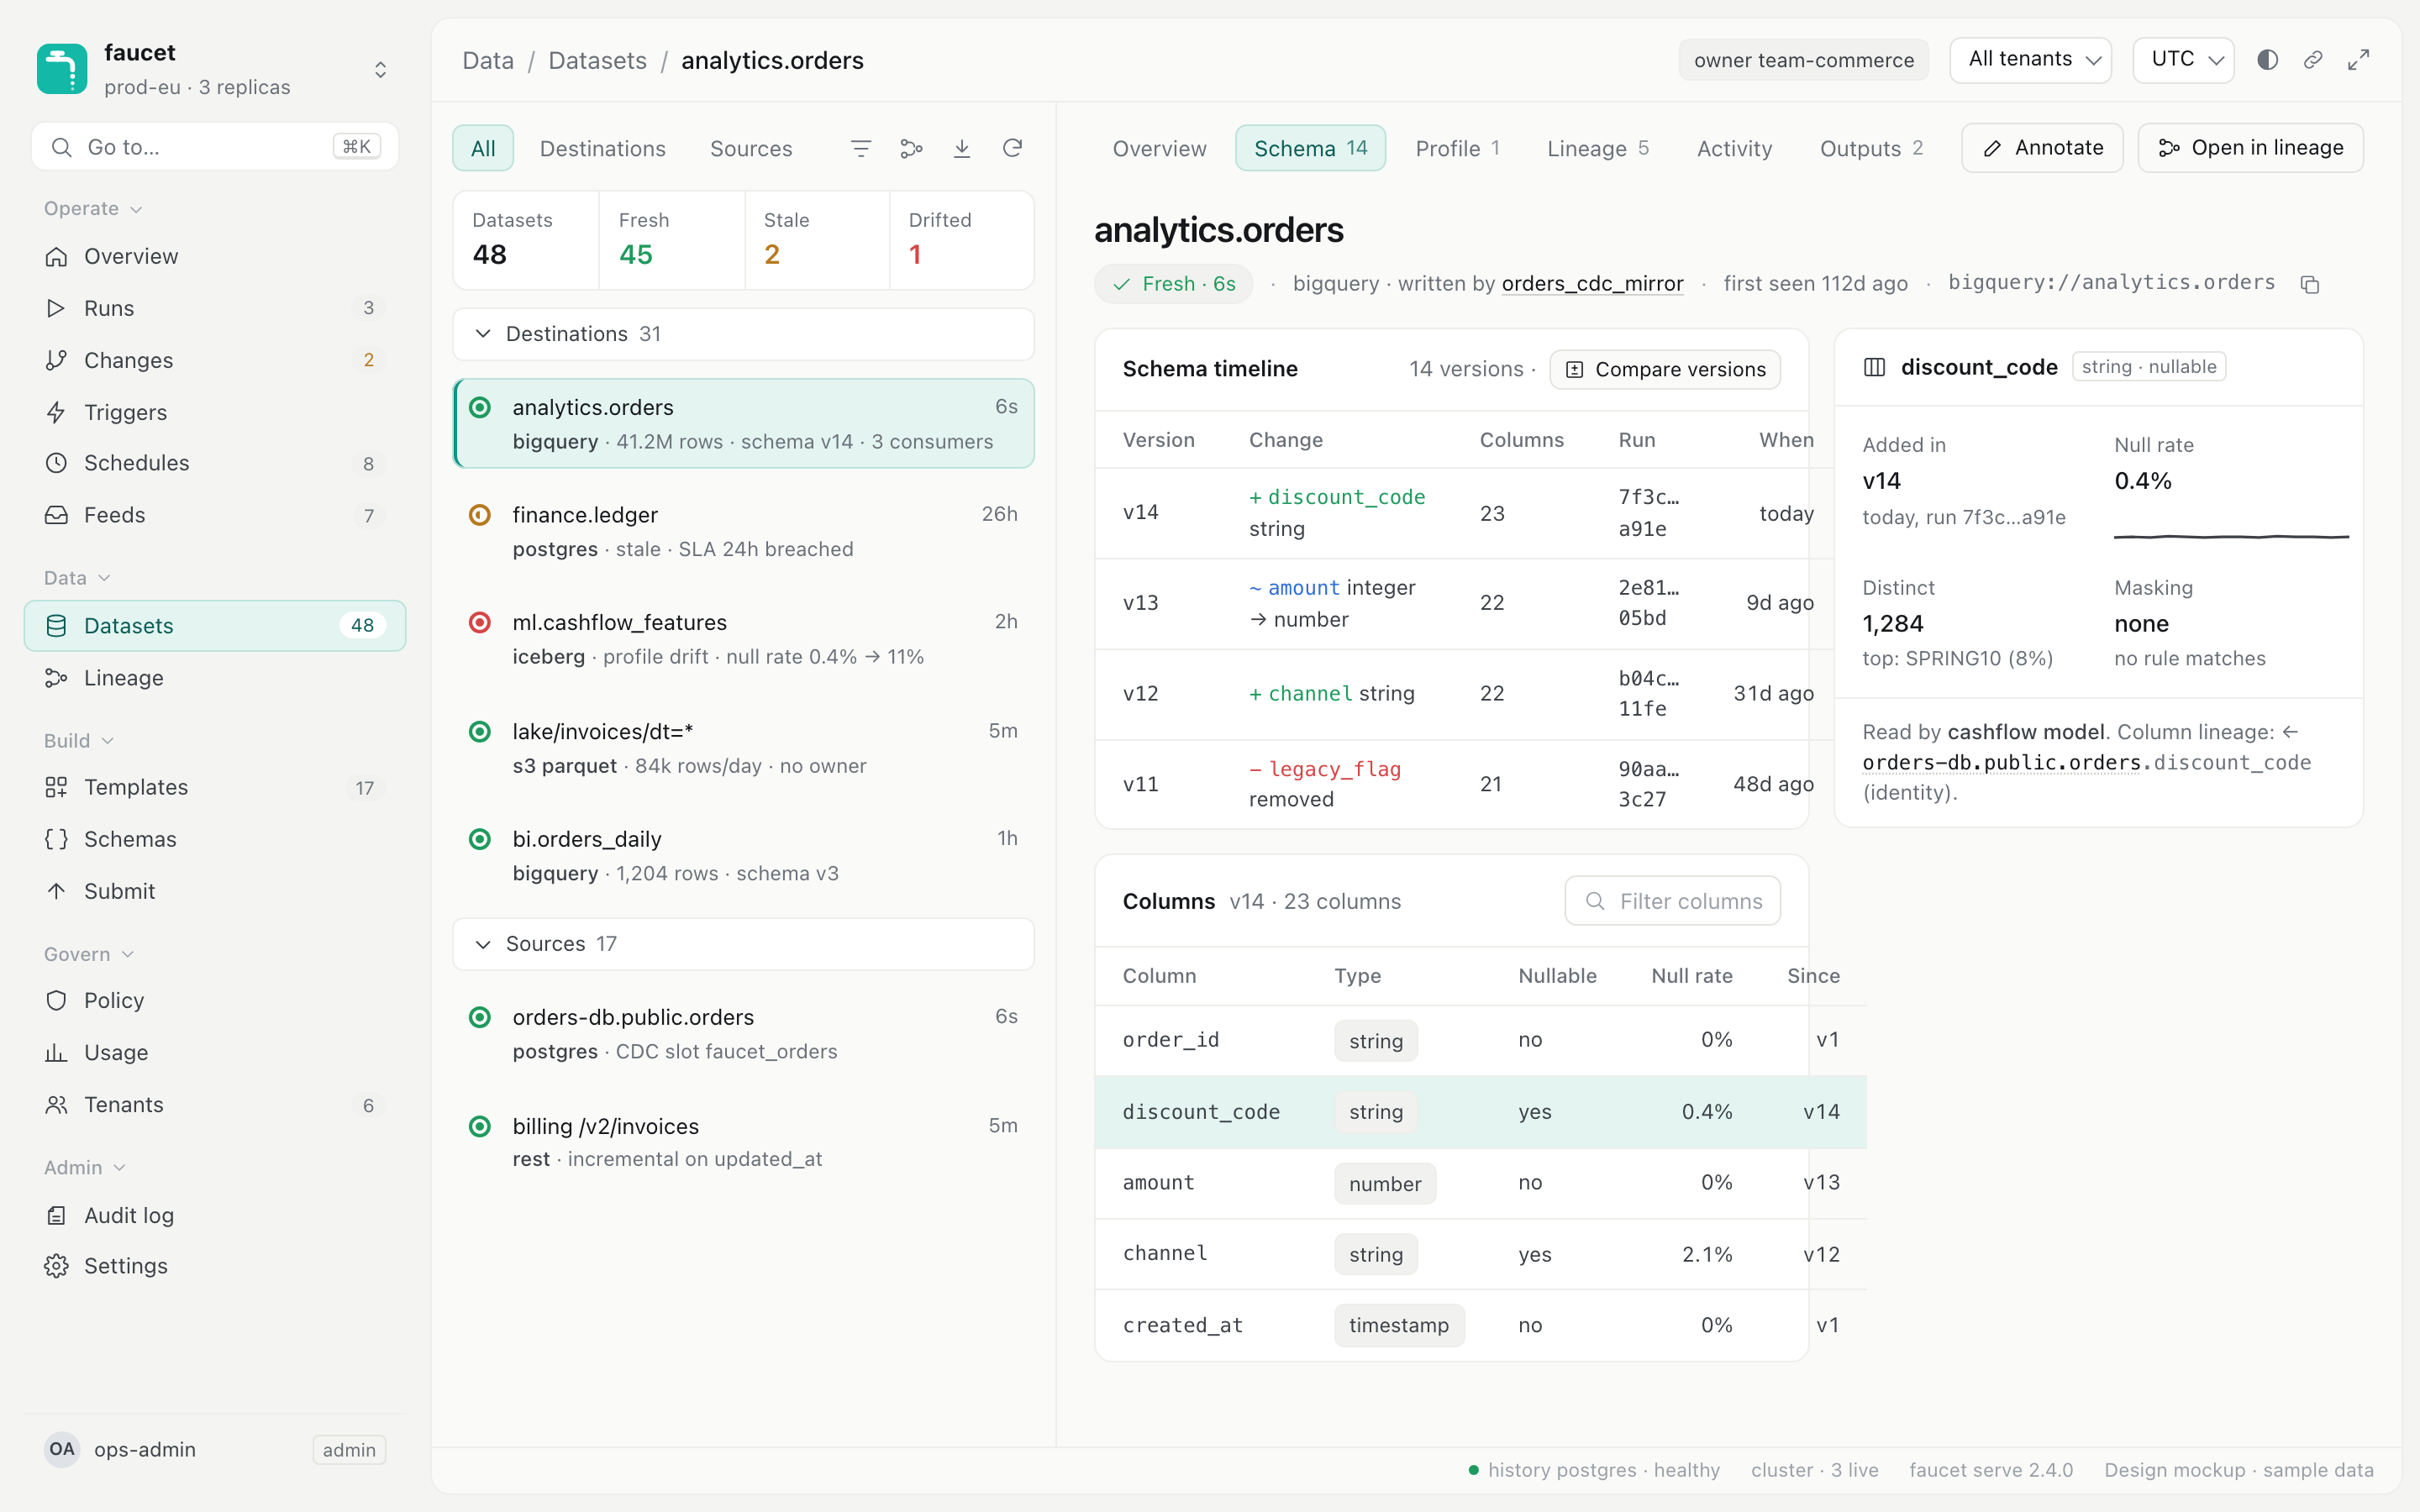 faucet
prod-eu · 3 replicas
Go to... ⌘K
Operate
Overview
Runs 3
Changes 2
Triggers
Schedules 8
Feeds 7
Data
Datasets 48
Lineage
Build
Templates 17
Schemas
Submit
Govern
Policy
Usage
Tenants 6
Admin
Audit log
Settings
OA ops-admin admin
Data / Datasets / analytics.orders
owner team-commerce All tenants UTC
All Destinations Sources
Datasets Fresh Stale Drifted
48 45 2 1
Destinations 31
analytics.orders 6s
bigquery · 41.2M rows · schema v14 · 3 consumers
finance.ledger 26h
postgres · stale · SLA 24h breached
ml.cashflow_features 2h
iceberg · profile drift · null rate 0.4% → 11%
lake/invoices/dt=* 5m
s3 parquet · 84k rows/day · no owner
bi.orders_daily 1h
bigquery · 1,204 rows · schema v3
Sources 17
orders-db.public.orders 6s
postgres · CDC slot faucet_orders
billing /v2/invoices 5m
rest · incremental on updated_at
Overview Schema 14 Profile 1 Lineage 5 Activity Outputs 2 Annotate Open in lineage
analytics.orders
Fresh · 6s · bigquery · written by orders_cdc_mirror · first seen 112d ago · bigquery://analytics.orders
Schema timeline 14 versions · Compare versions
Version Change Columns Run When
v14 + discount_code string 23 7f3c…a91e today
v13 ~ amount integer → number 22 2e81…05bd 9d ago
v12 + channel string 22 b04c…11fe 31d ago
v11 − legacy_flag removed 21 90aa…3c27 48d ago
discount_code string · nullable
Added in Null rate
v14 0.4%
today, run 7f3c…a91e
Distinct Masking
1,284 none
top: SPRING10 (8%) no rule matches
Read by cashflow model. Column lineage: ←
orders-db.public.orders.discount_code
(identity).
Columns v14 · 23 columns Filter columns
Column Type Nullable Null rate Since
order_id string no 0% v1
discount_code string yes 0.4% v14
amount number no 0% v13
channel string yes 2.1% v12
created_at timestamp no 0% v1
history postgres · healthy cluster · 3 live faucet serve 2.4.0 Design mockup · sample data